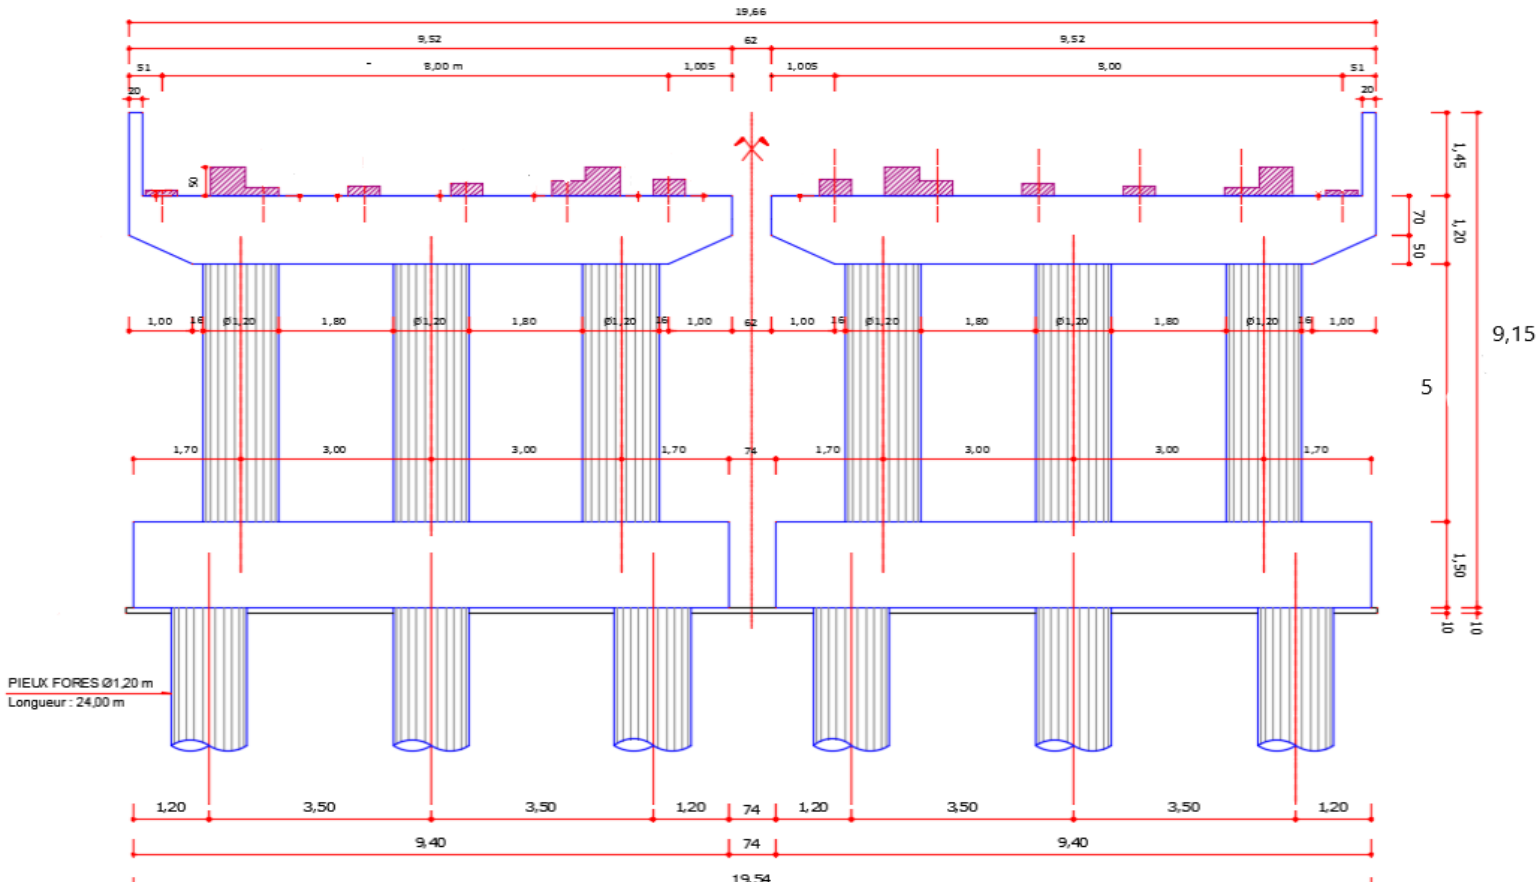 19,66
9,52 62 9,52
51 - 8,00 m 1,005 1,005 8,00 51
20 20
1,45
50
70 1,20
50
1,00 16 Ø1,20 1,80 Ø1,20 1,80 Ø1,20 16 1,00 62 1,00 16 Ø1,20 1,80 Ø1,20 1,80 Ø1,20 16 1,00
9,15
5
1,70 3,00 3,00 1,70 74 1,70 3,00 3,00 1,70
1,50
10 10
PIEUX FORES Ø1,20 m
Longueur : 24,00 m
1,20 3,50 3,50 1,20 74 1,20 3,50 3,50 1,20
9,40 74 9,40
19,54